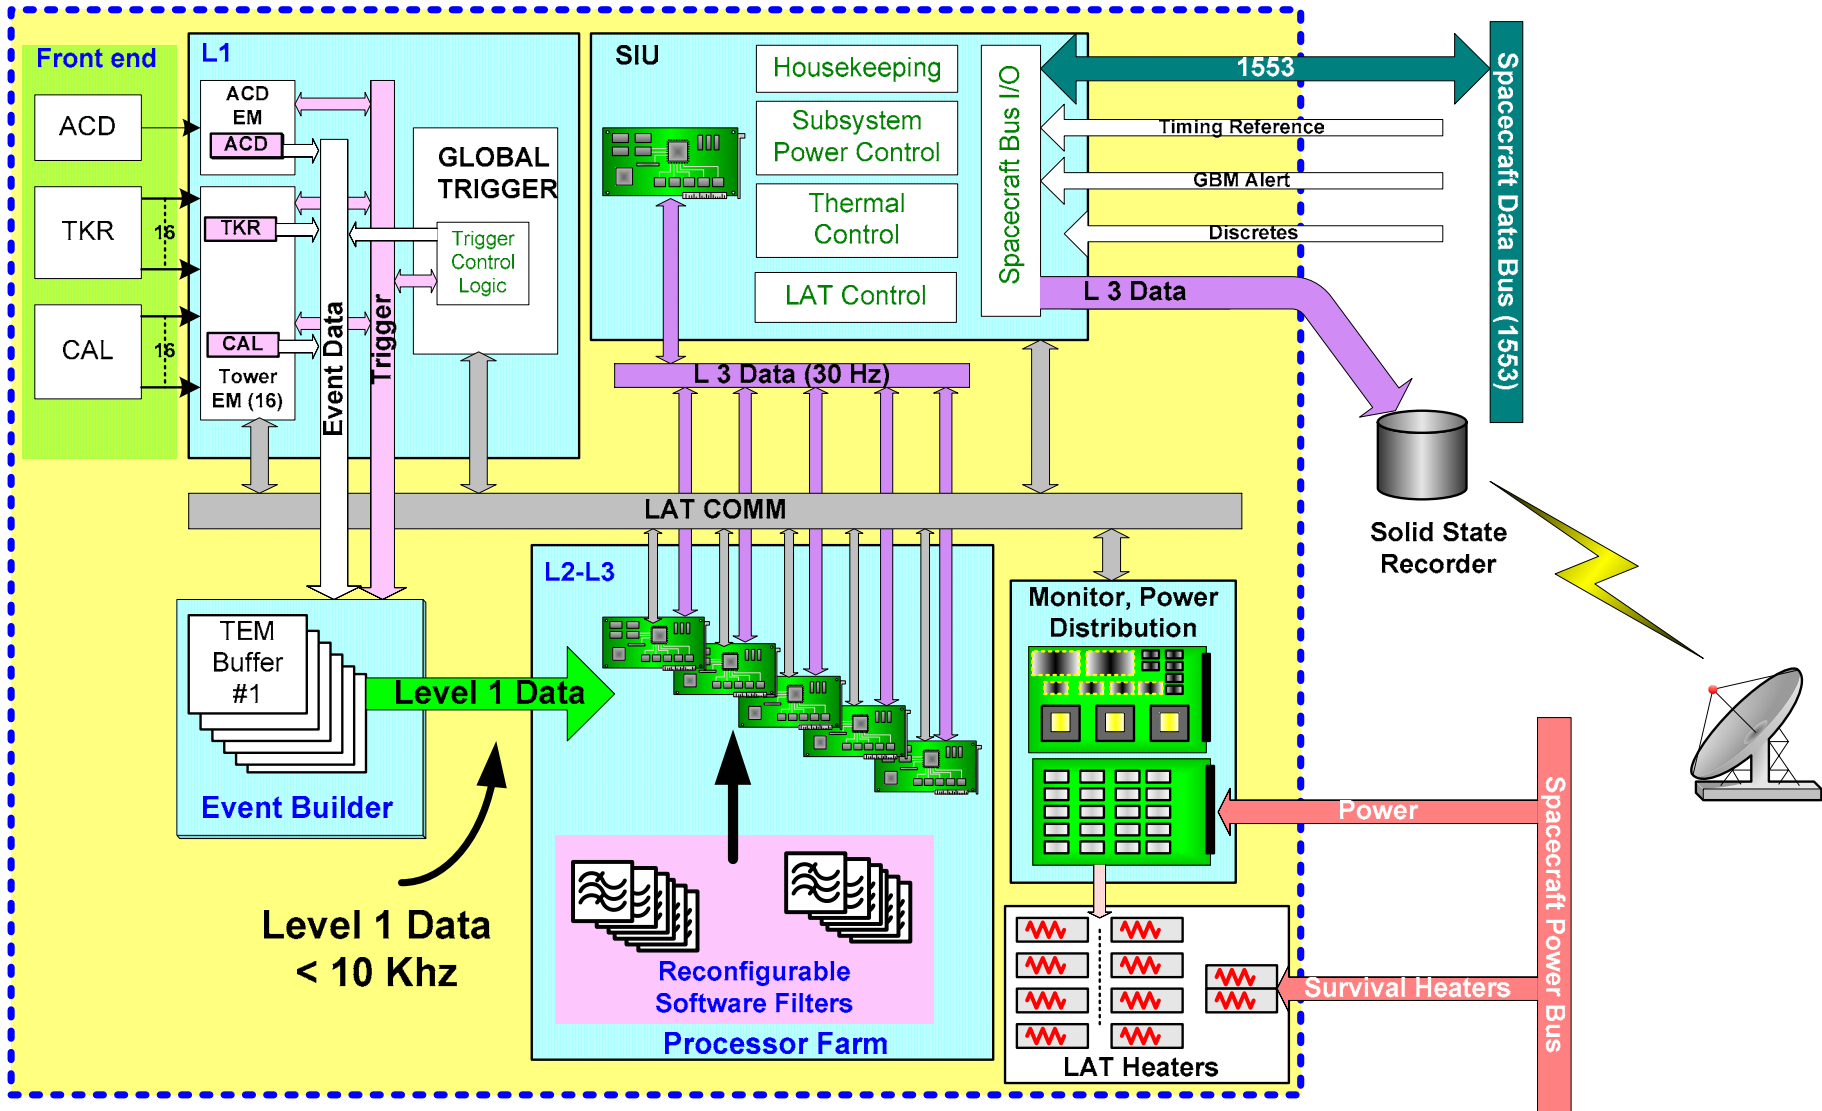 Front end
ACD
TKR
16
CAL
16
L1
ACD
EM
ACD
TKR
CAL
Tower
EM (16)
Event Data
Trigger
GLOBAL
TRIGGER
Trigger
Control
Logic
SIU
Housekeeping
Subsystem
Power Control
Thermal
Control
LAT Control
Spacecraft Bus I/O
1553
Timing Reference
GBM Alert
Discretes
L 3 Data
Spacecraft Data Bus (1553)
L 3 Data (30 Hz)
LAT COMM
Solid State
Recorder
TEM
Buffer
#1
Event Builder
Level 1 Data
Level 1 Data
< 10 Khz
L2-L3
Reconfigurable
Software Filters
Processor Farm
Monitor, Power
Distribution
Power
Survival Heaters
LAT Heaters
Spacecraft Power Bus